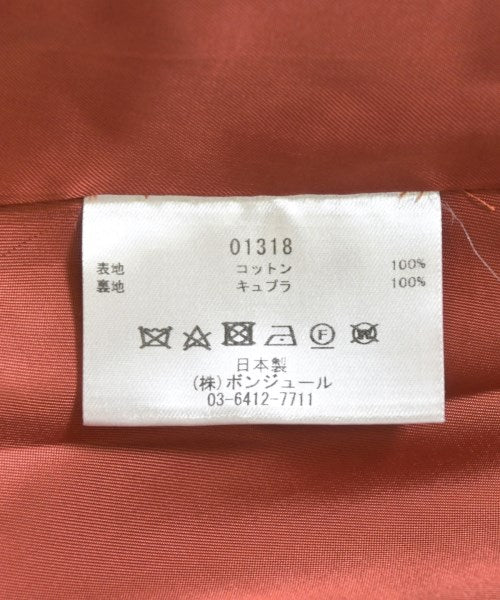 01318
表地 コットン 100%
裏地 キュプラ 100%
日本製
(株)ボンジュール
03-6412-7711